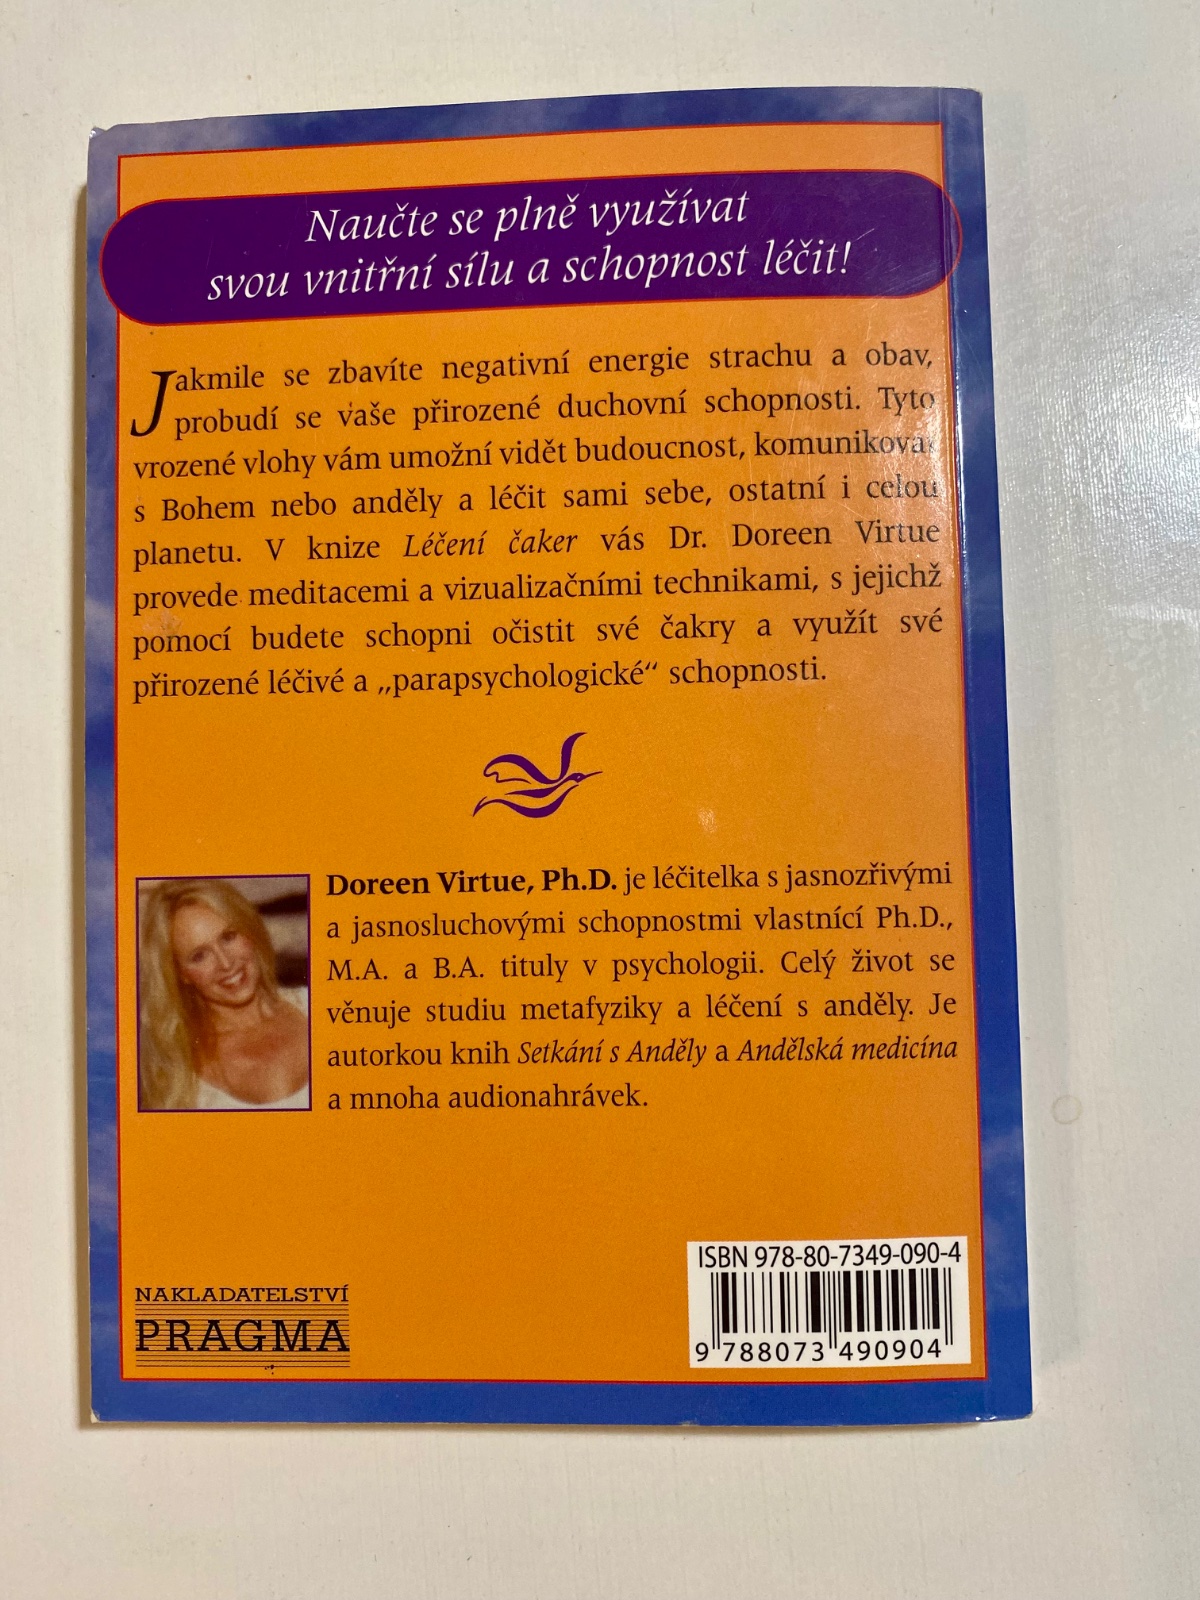 Naučte se plně využívat
svou vnitřní sílu a schopnost léčit!
Jakmile se zbavíte negativní energie strachu a obav,
probudí se vaše přirozené duchovní schopnosti. Tyto
vrozené vlohy vám umožní vidět budoucnost, komunikovat
s Bohem nebo anděly a léčit sami sebe, ostatní i celou
planetu. V knize Léčení čaker vás Dr. Doreen Virtue
provede meditacemi a vizualizačními technikami, s jejichž
pomocí budete schopni očistit své čakry a využít své
přirozené léčivé a „parapsychologické“ schopnosti.
Doreen Virtue, Ph.D. je léčitelka s jasnozřivými
a jasnosluchovými schopnostmi vlastnící Ph.D.,
M.A. a B.A. tituly v psychologii. Celý život se
věnuje studiu metafyziky a léčení s anděly. Je
autorkou knih Setkání s Anděly a Andělská medicína
a mnoha audionahrávek.
NAKLADATELSTVÍ
PRAGMA
ISBN 978-80-7349-090-4
9 788073 490904